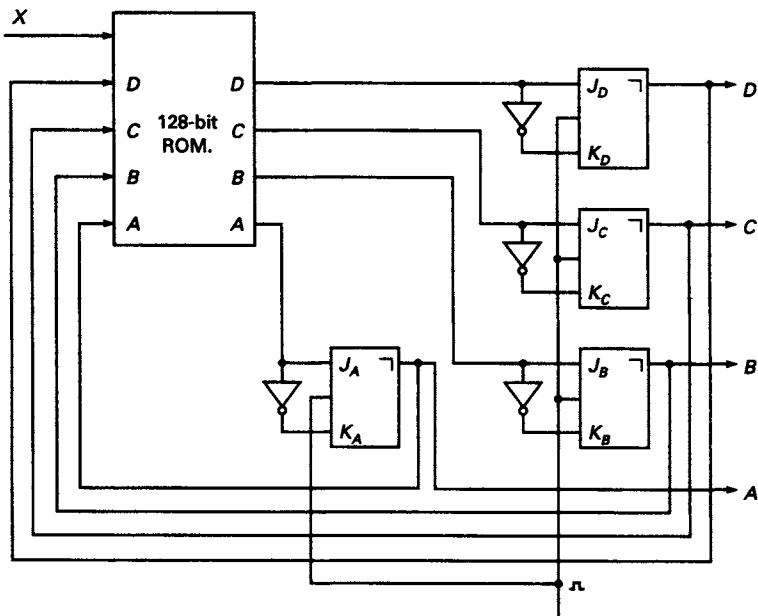 X
D D
128-bit
ROM.
C C
B B
A A
J_D
K_D
D
J_C
K_C
C
J_B
K_B
B
J_A
K_A
A